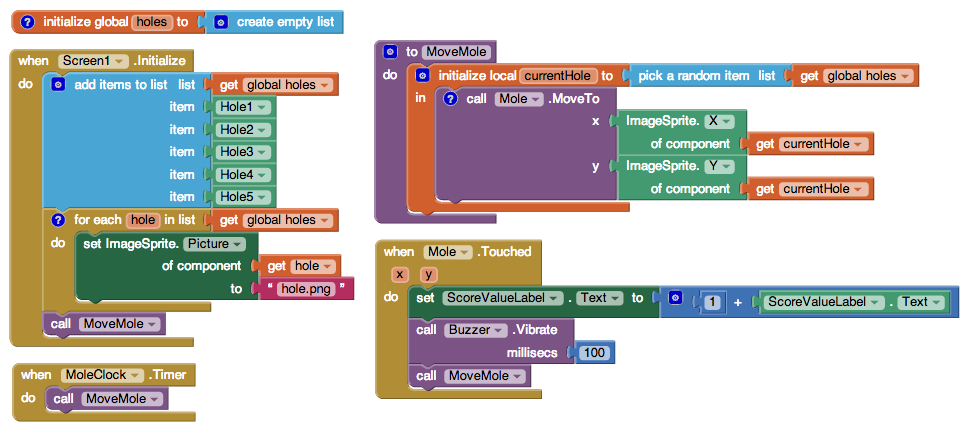 ? initialize global holes to create empty list
when Screen1 .Initialize
do add items to list list get global holes
item Hole1
item Hole2
item Hole3
item Hole4
item Hole5
? for each hole in list get global holes
do set ImageSprite. Picture
of component get hole
to “ hole.png ”
call MoveMole
when MoleClock .Timer
do call MoveMole
to MoveMole
do initialize local currentHole to pick a random item list get global holes
in ? call Mole .MoveTo
x ImageSprite. X
of component get currentHole
y ImageSprite. Y
of component get currentHole
when Mole .Touched
x y
do set ScoreValueLabel . Text to 1 + ScoreValueLabel . Text
call Buzzer .Vibrate
millisecs 100
call MoveMole